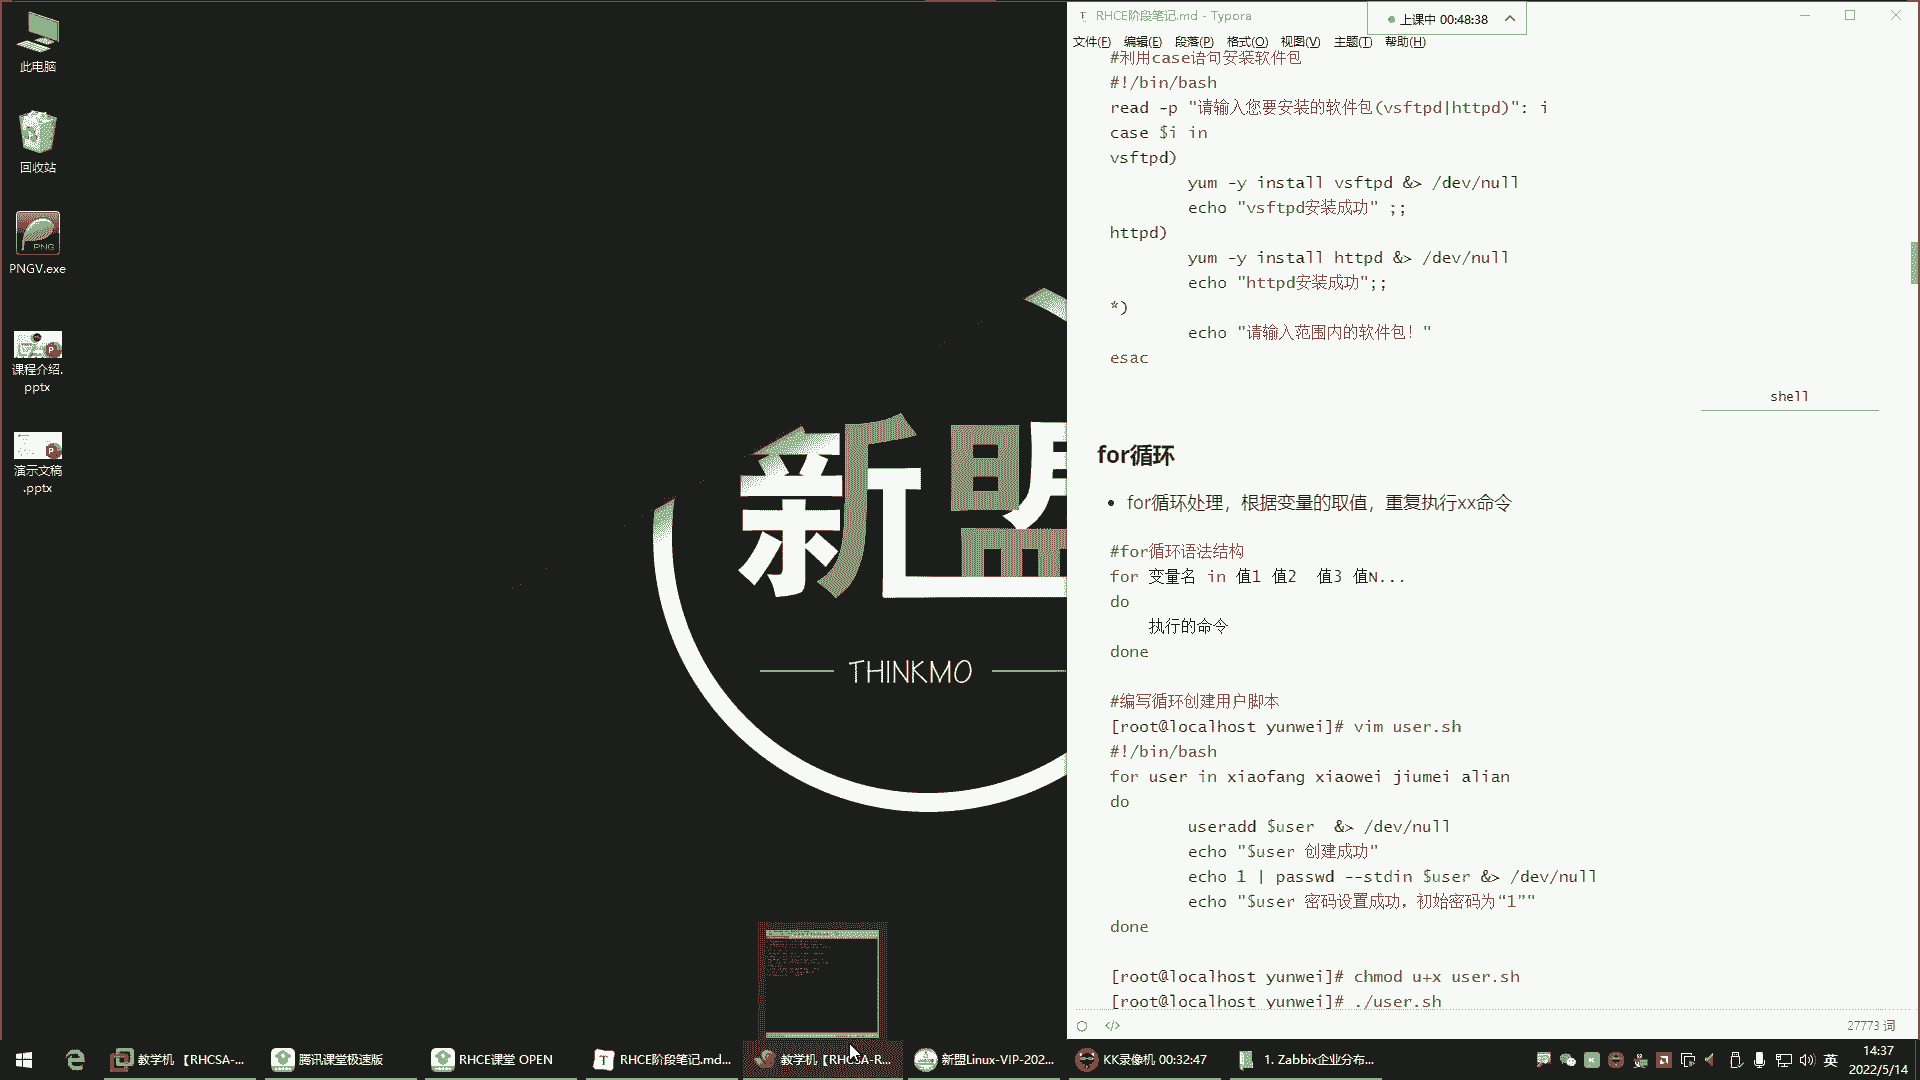 此电脑
回收站
PNG
PNGV.exe
课程介绍.
pptx
演示文稿
.pptx
新盟
THINKMO
RHCE阶段笔记.md - Typora
上课中 00:48:38
文件(F) 编辑(E) 段落(P) 格式(O) 视图(V) 主题(T) 帮助(H)
#利用case语句安装软件包
#!/bin/bash
read -p "请输入您要安装的软件包(vsftpd|httpd)": i
case $i in
vsftpd)
yum -y install vsftpd &> /dev/null
echo "vsftpd安装成功" ;;
httpd)
yum -y install httpd &> /dev/null
echo "httpd安装成功";;
*)
echo "请输入范围内的软件包！"
esac
shell
for循环
• for循环处理，根据变量的取值，重复执行xx命令
#for循环语法结构
for 变量名 in 值1 值2 值3 值N...
do
执行的命令
done
#编写循环创建用户脚本
[root@localhost yunwei]# vim user.sh
#!/bin/bash
for user in xiaofang xiaowei jiumei alian
do
useradd $user &> /dev/null
echo "$user 创建成功"
echo 1 | passwd --stdin $user &> /dev/null
echo "$user 密码设置成功，初始密码为“1”"
done
[root@localhost yunwei]# chmod u+x user.sh
[root@localhost yunwei]# ./user.sh
</> 27773 词
教学机 【RHCSA-...
腾讯课堂极速版
RHCE课堂 OPEN
RHCE阶段笔记.md...
教学机【RHCSA-R...
新盟Linux-VIP-202...
KK录像机 00:32:47
1. Zabbix企业分布...
英
14:37
2022/5/14